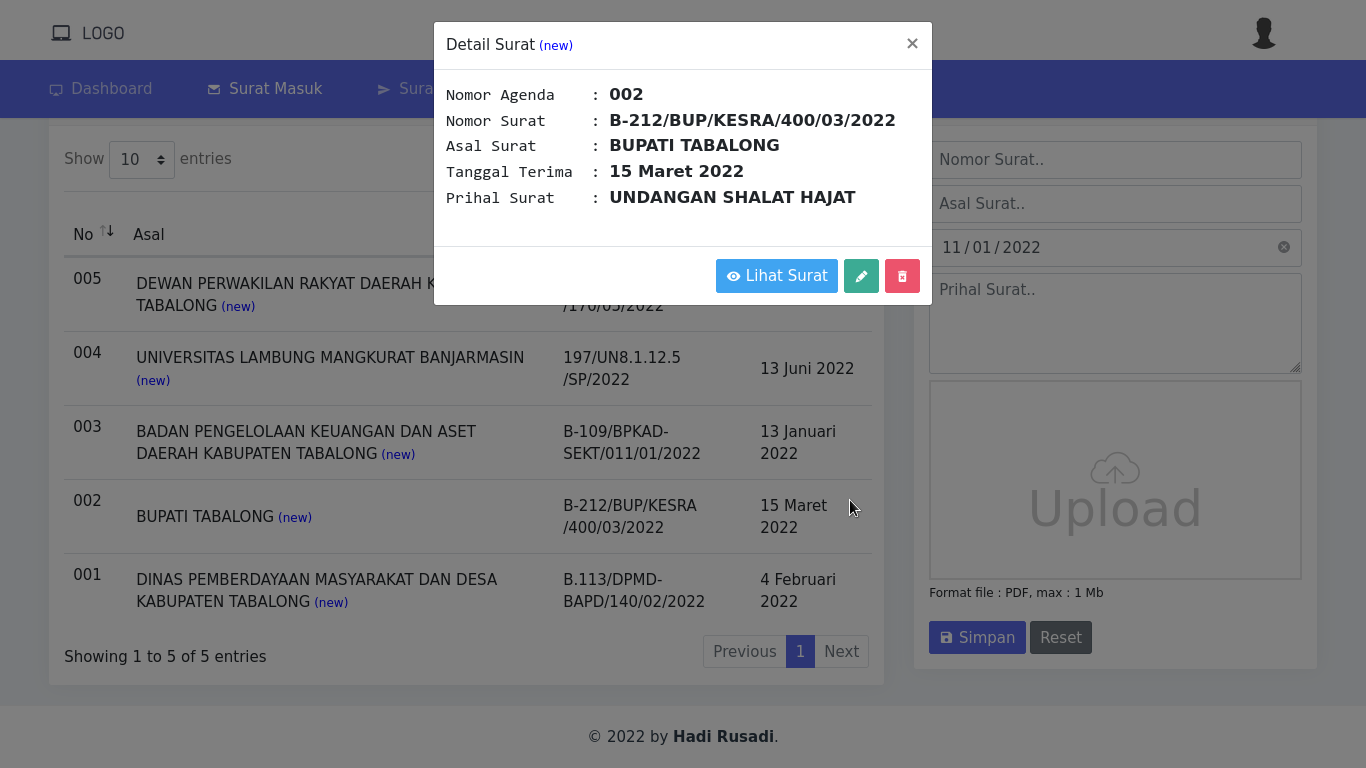 LOGO
Dashboard
Surat Masuk
Detail Surat (new)
×
Nomor Agenda : 002
Nomor Surat : B-212/BUP/KESRA/400/03/2022
Asal Surat : BUPATI TABALONG
Tanggal Terima : 15 Maret 2022
Prihal Surat : UNDANGAN SHALAT HAJAT
Lihat Surat
Show 10 entries
No Asal
005 DEWAN PERWAKILAN RAKYAT DAERAH
TABALONG (new)
004 UNIVERSITAS LAMBUNG MANGKURAT BANJARMASIN
(new)
197/UN8.1.12.5
/SP/2022
13 Juni 2022
003 BADAN PENGELOLAAN KEUANGAN DAN ASET
DAERAH KABUPATEN TABALONG (new)
B-109/BPKAD-
SEKT/011/01/2022
13 Januari
2022
002 BUPATI TABALONG (new)
B-212/BUP/KESRA
/400/03/2022
15 Maret
2022
001 DINAS PEMBERDAYAAN MASYARAKAT DAN DESA
KABUPATEN TABALONG (new)
B.113/DPMD-
BAPD/140/02/2022
4 Februari
2022
Showing 1 to 5 of 5 entries
Previous 1 Next
Nomor Surat..
Asal Surat..
11/01/2022
Prihal Surat..
Upload
Format file : PDF, max : 1 Mb
Simpan Reset
© 2022 by Hadi Rusadi.